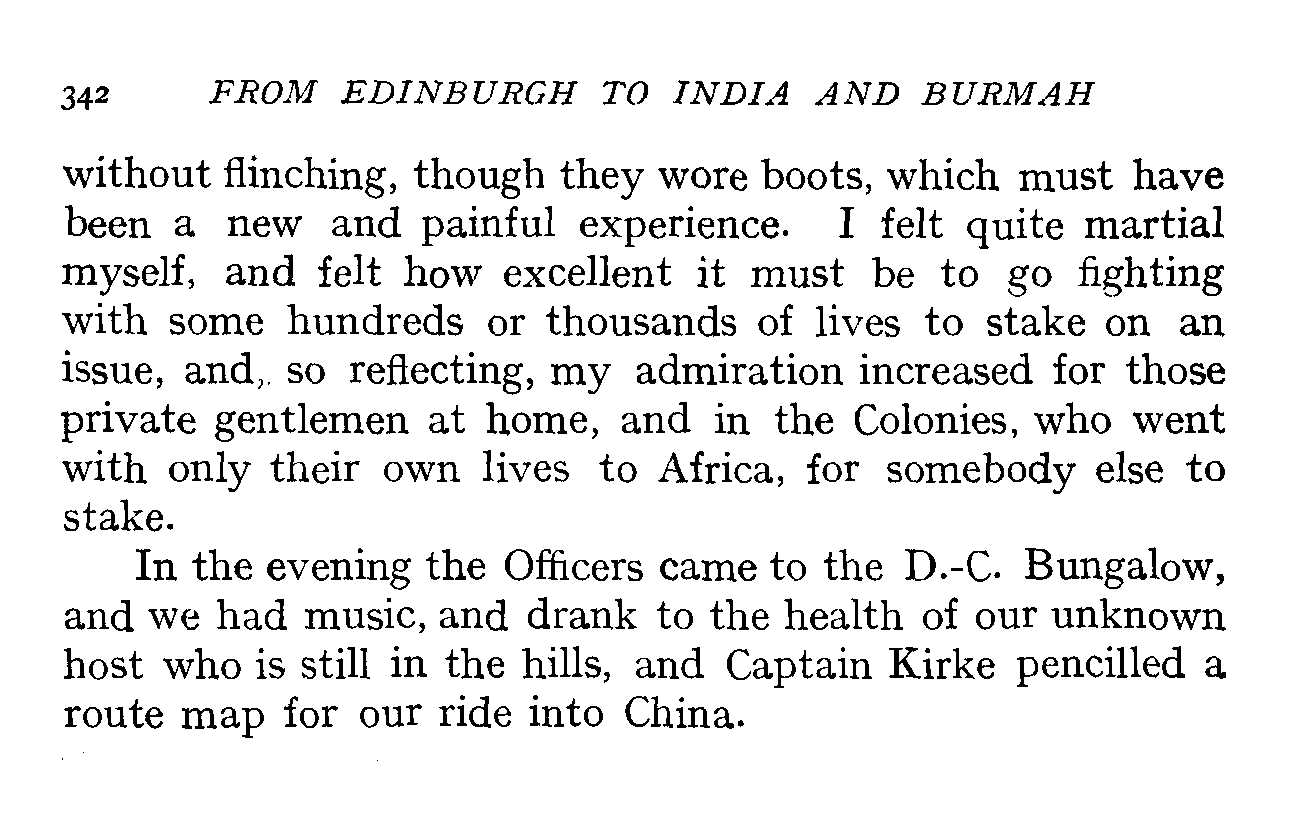 342 FROM EDINBURGH TO INDIA AND BURMAH
without flinching, though they wore boots, which must have
been a new and painful experience. I felt quite martial
myself, and felt how excellent it must be to go fighting
with some hundreds or thousands of lives to stake on an
issue, and,. so reflecting, my admiration increased for those
private gentlemen at home, and in the Colonies, who went
with only their own lives to Africa, for somebody else to
stake.
In the evening the Officers came to the D.-C. Bungalow,
and we had music, and drank to the health of our unknown
host who is still in the hills, and Captain Kirke pencilled a
route map for our ride into China.